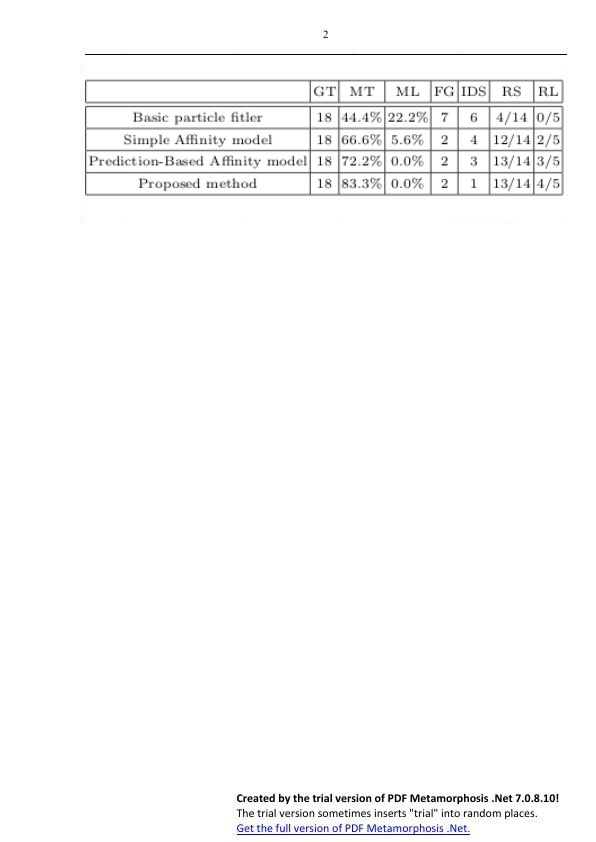 2
GT MT ML FG IDS RS RL
Basic particle fitler 18 44.4% 22.2% 7 6 4/14 0/5
Simple Affinity model 18 66.6% 5.6% 2 4 12/14 2/5
Prediction-Based Affinity model 18 72.2% 0.0% 2 3 13/14 3/5
Proposed method 18 83.3% 0.0% 2 1 13/14 4/5
Created by the trial version of PDF Metamorphosis .Net 7.0.8.10!
The trial version sometimes inserts "trial" into random places.
Get the full version of PDF Metamorphosis .Net.